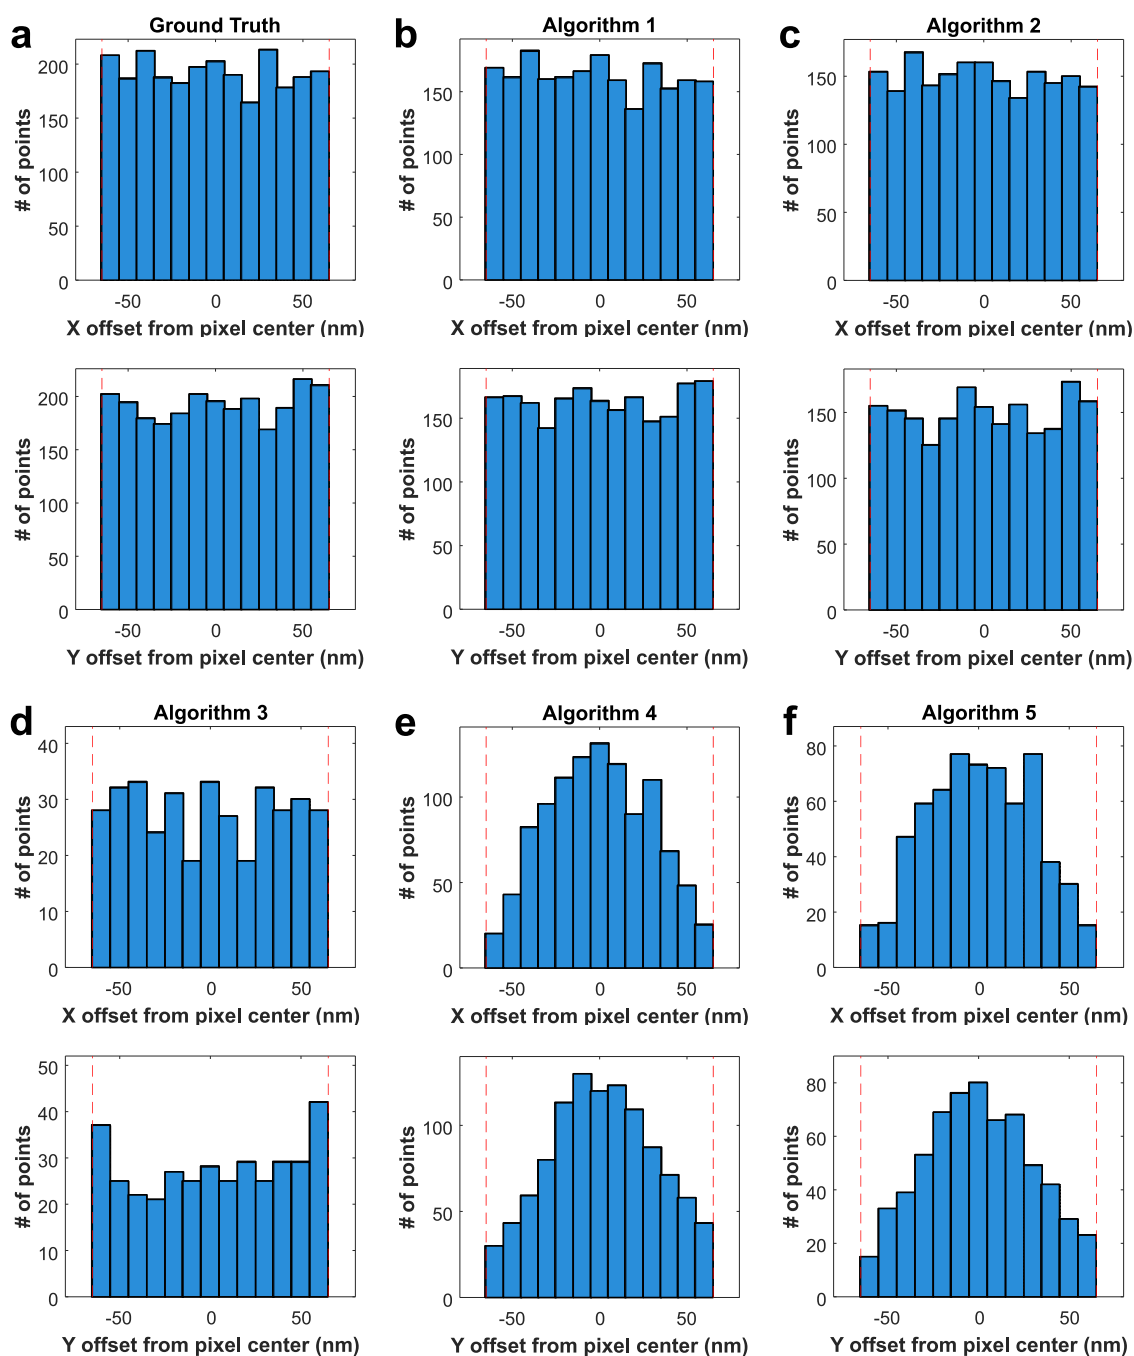 a
Ground Truth
# of points
200
150
100
50
0
-50 0 50
X offset from pixel center (nm)
# of points
200
150
100
50
0
-50 0 50
Y offset from pixel center (nm)
b
Algorithm 1
# of points
150
100
50
0
-50 0 50
X offset from pixel center (nm)
# of points
150
100
50
0
-50 0 50
Y offset from pixel center (nm)
c
Algorithm 2
# of points
150
100
50
0
-50 0 50
X offset from pixel center (nm)
# of points
150
100
50
0
-50 0 50
Y offset from pixel center (nm)
d
Algorithm 3
# of points
40
30
20
10
0
-50 0 50
X offset from pixel center (nm)
# of points
50
40
30
20
10
0
-50 0 50
Y offset from pixel center (nm)
e
Algorithm 4
# of points
100
50
0
-50 0 50
X offset from pixel center (nm)
# of points
100
50
0
-50 0 50
Y offset from pixel center (nm)
f
Algorithm 5
# of points
80
60
40
20
0
-50 0 50
X offset from pixel center (nm)
# of points
80
60
40
20
0
-50 0 50
Y offset from pixel center (nm)